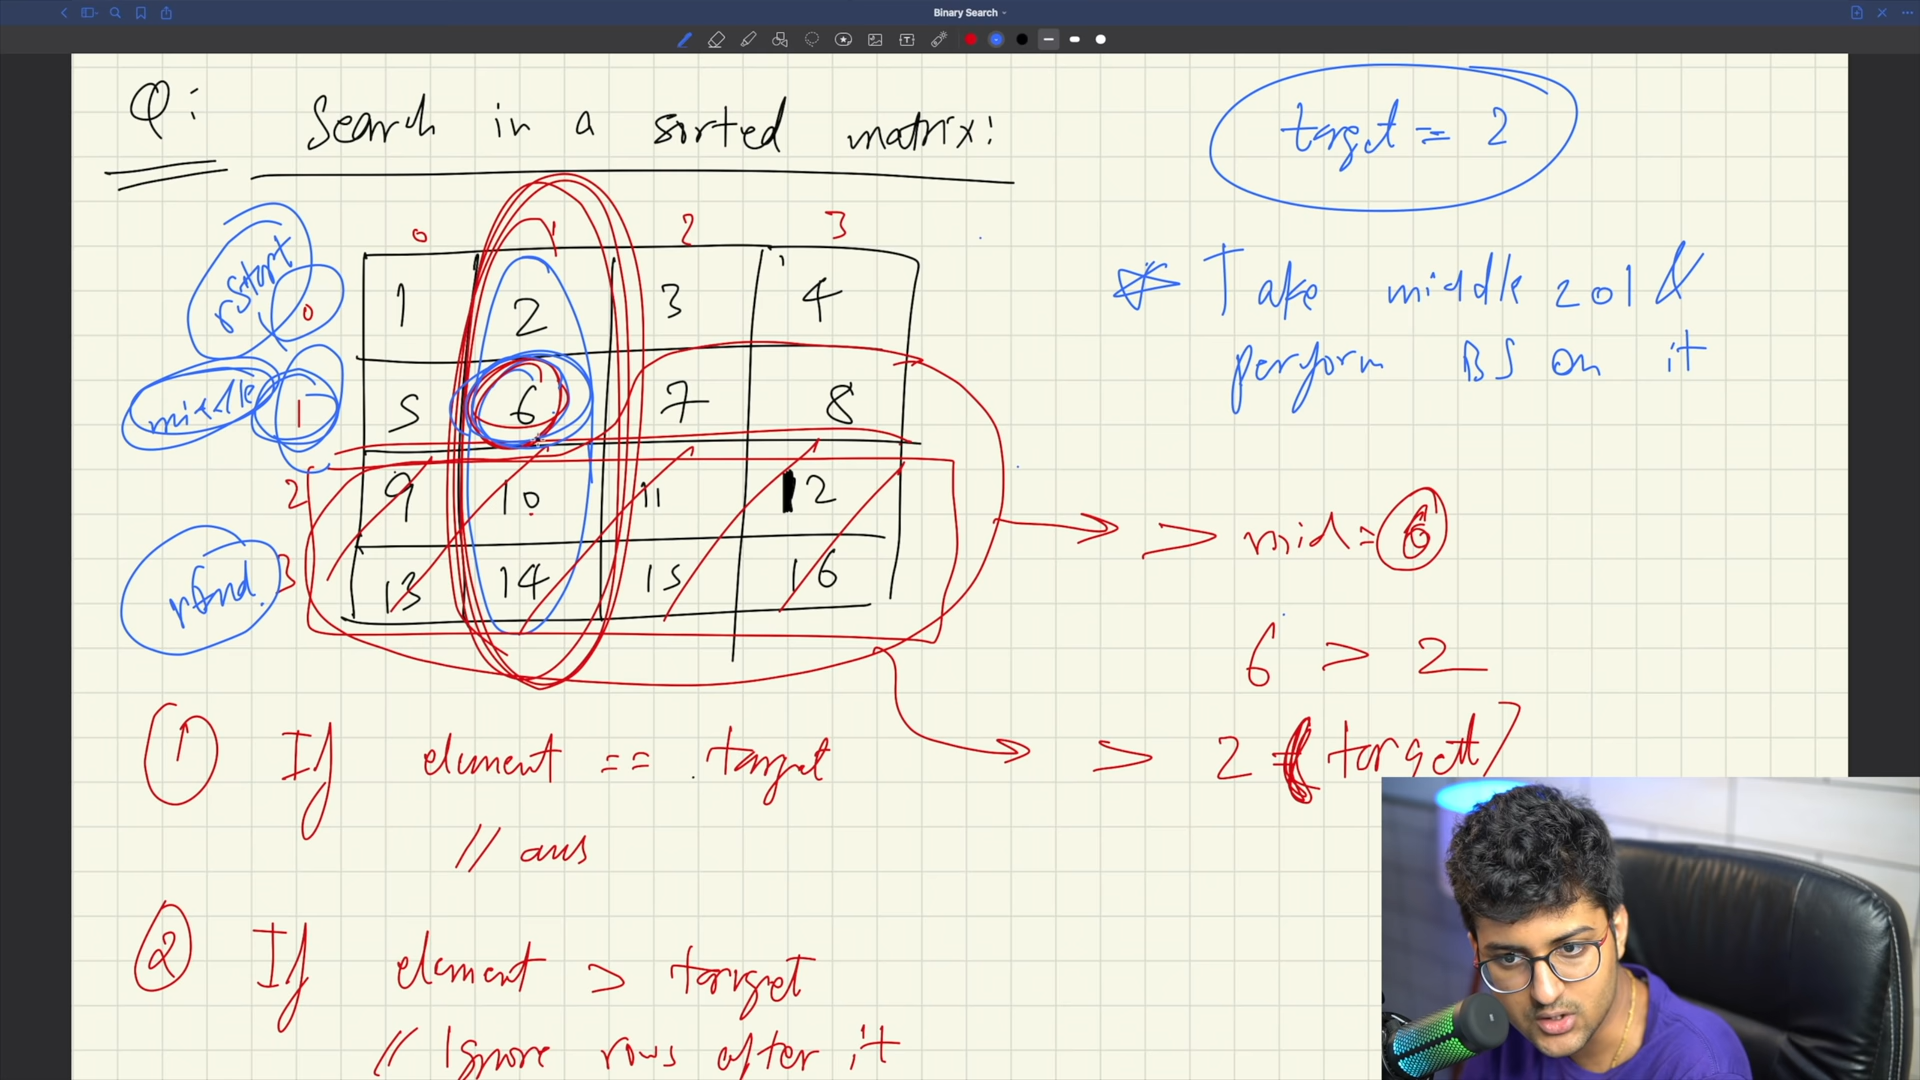 Binary Search
Q: Search in a sorted matrix:
target = 2
0 1 2 3
rStart 0 1 2 3 4
middle 1 5 6 7 8
2 9 10 11 12
rEnd 3 13 14 15 16
* Take middle col &
perform BS on it
> mid = 6
6 > 2
> 2 (target)
1 If element == target
// ans
2 If element > target
// Ignore rows after it